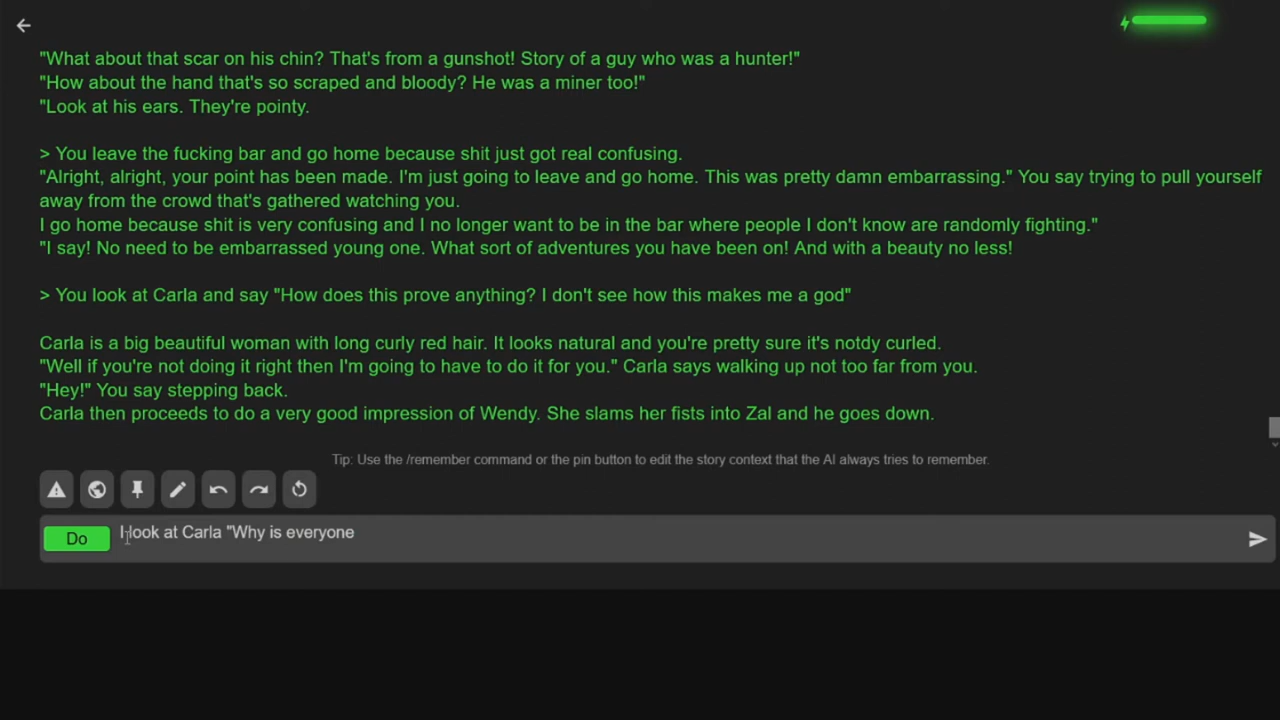 "What about that scar on his chin? That's from a gunshot! Story of a guy who was a hunter!"
"How about the hand that's so scraped and bloody? He was a miner too!"
"Look at his ears. They're pointy.
> You leave the fucking bar and go home because shit just got real confusing.
"Alright, alright, your point has been made. I'm just going to leave and go home. This was pretty damn embarrassing." You say trying to pull yourself
away from the crowd that's gathered watching you.
I go home because shit is very confusing and I no longer want to be in the bar where people I don't know are randomly fighting."
"I say! No need to be embarrassed young one. What sort of adventures you have been on! And with a beauty no less!
> You look at Carla and say "How does this prove anything? I don't see how this makes me a god"
Carla is a big beautiful woman with long curly red hair. It looks natural and you're pretty sure it's notdy curled.
"Well if you're not doing it right then I'm going to have to do it for you." Carla says walking up not too far from you.
"Hey!" You say stepping back.
Carla then proceeds to do a very good impression of Wendy. She slams her fists into Zal and he goes down.
Tip: Use the /remember command or the pin button to edit the story context that the AI always tries to remember.
Do I look at Carla "Why is everyone